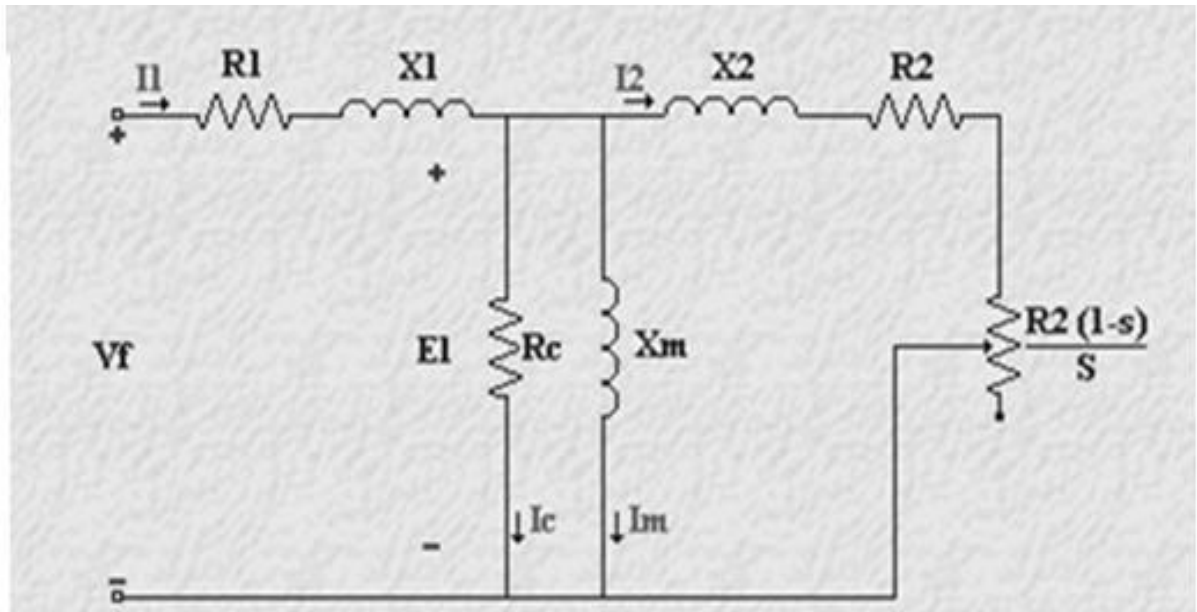 I1
R1
X1
I2
X2
R2
+
+
Vf
E1
Rc
Xm
R2 (1-s)
S
Ic
Im
-
-